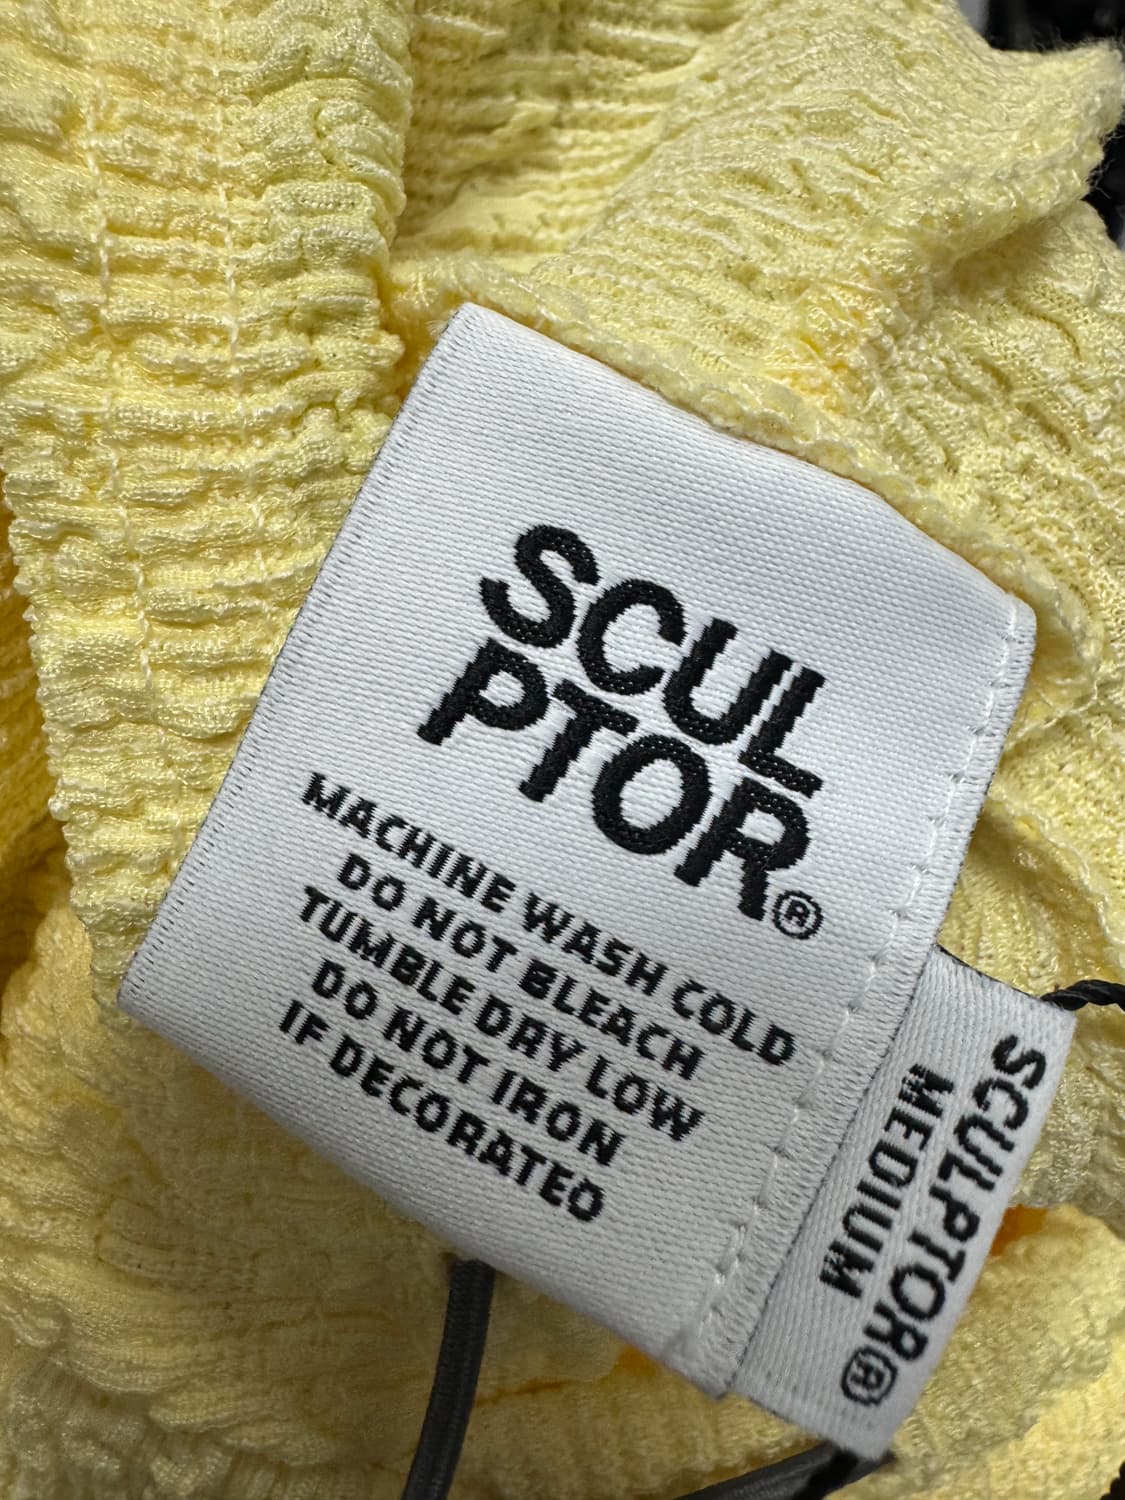 SCUL
PTOR®
MACHINE WASH COLD
DO NOT BLEACH
TUMBLE DRY LOW
DO NOT IRON
IF DECORATED
SCULPTOR®
MEDIUM